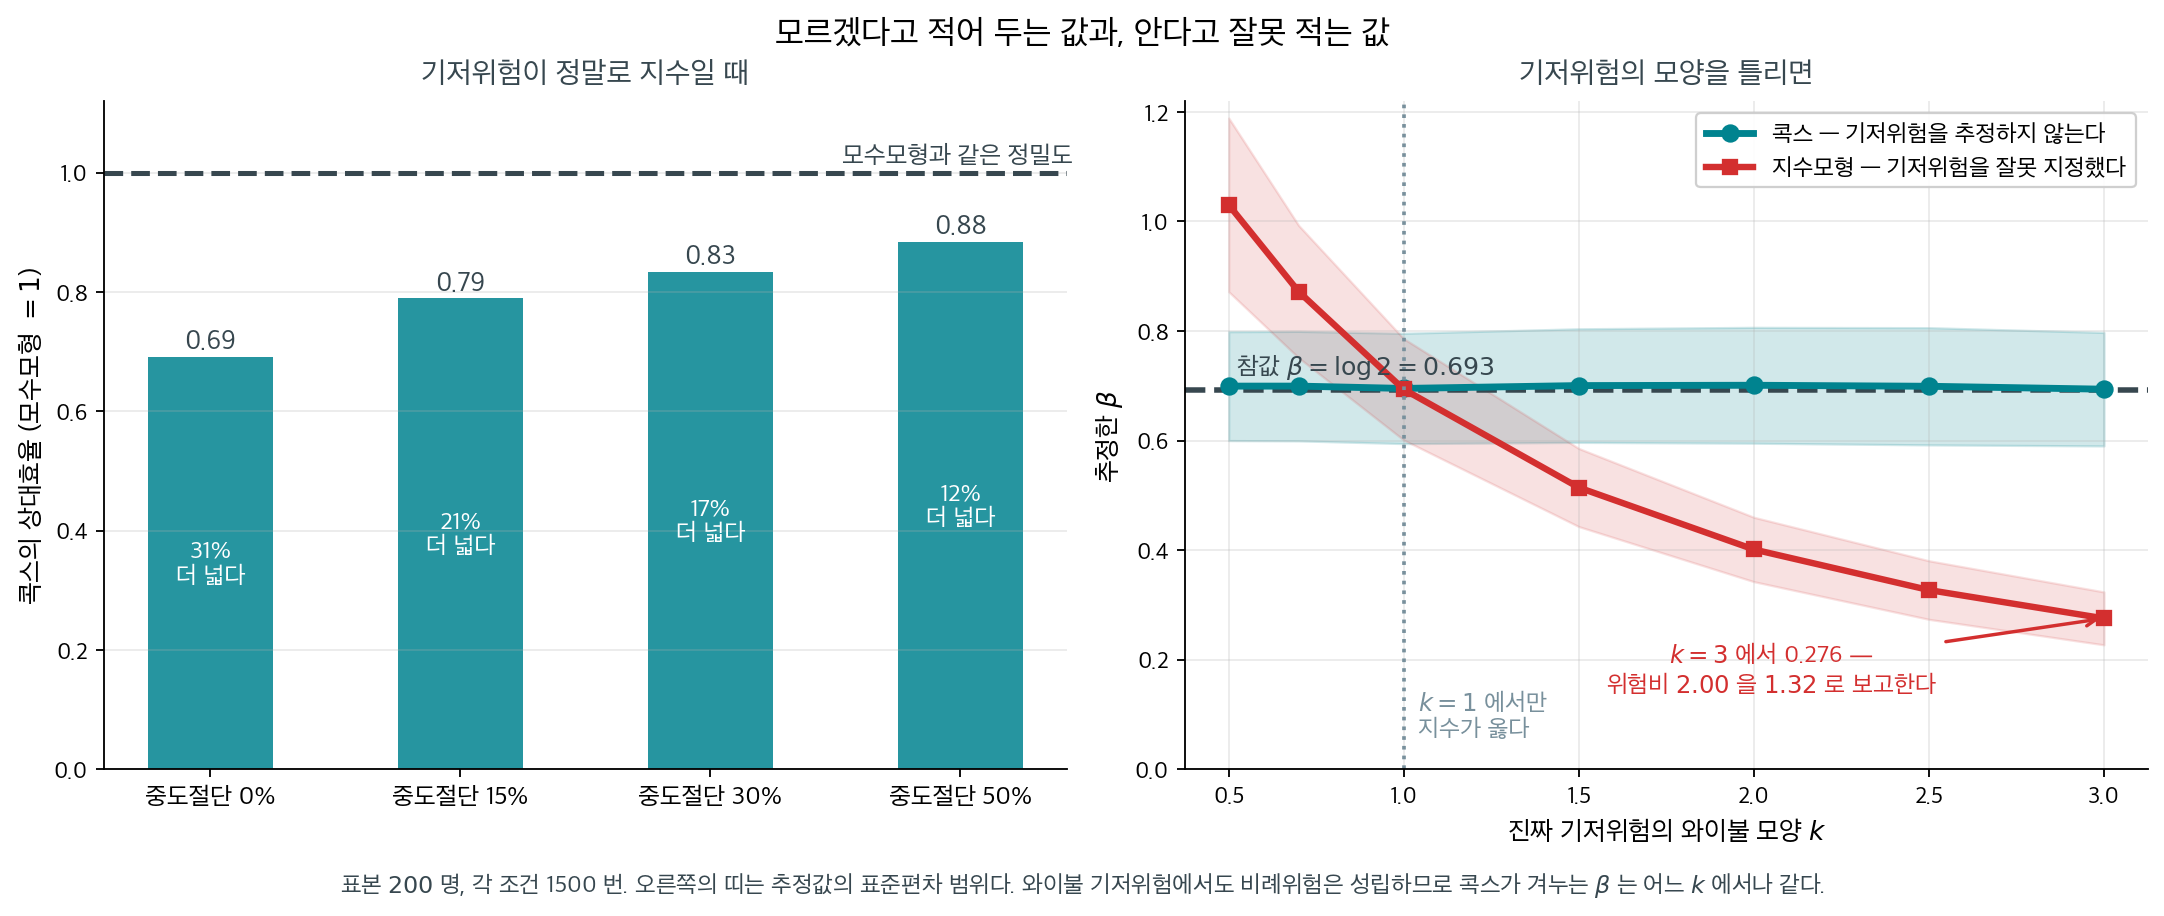 모르겠다고 적어 두는 값과, 안다고 잘못 적는 값
기저위험이 정말로 지수일 때
콕스의 상대효율 (모수모형 = 1)
1.0
0.8
0.6
0.4
0.2
0.0
모수모형과 같은 정밀도
0.69
0.79
0.83
0.88
31%
더 넓다
21%
더 넓다
17%
더 넓다
12%
더 넓다
중도절단 0%
중도절단 15%
중도절단 30%
중도절단 50%
기저위험의 모양을 틀리면
추정한 β
1.2
1.0
0.8
0.6
0.4
0.2
0.0
콕스 — 기저위험을 추정하지 않는다
지수모형 — 기저위험을 잘못 지정했다
참값 β = log 2 = 0.693
k = 3 에서 0.276 —
위험비 2.00 을 1.32 로 보고한다
k = 1 에서만
지수가 옳다
0.5
1.0
1.5
2.0
2.5
3.0
진짜 기저위험의 와이불 모양 k
표본 200 명, 각 조건 1500 번. 오른쪽의 띠는 추정값의 표준편차 범위다. 와이불 기저위험에서도 비례위험은 성립하므로 콕스가 겨누는 β 는 어느 k 에서나 같다.